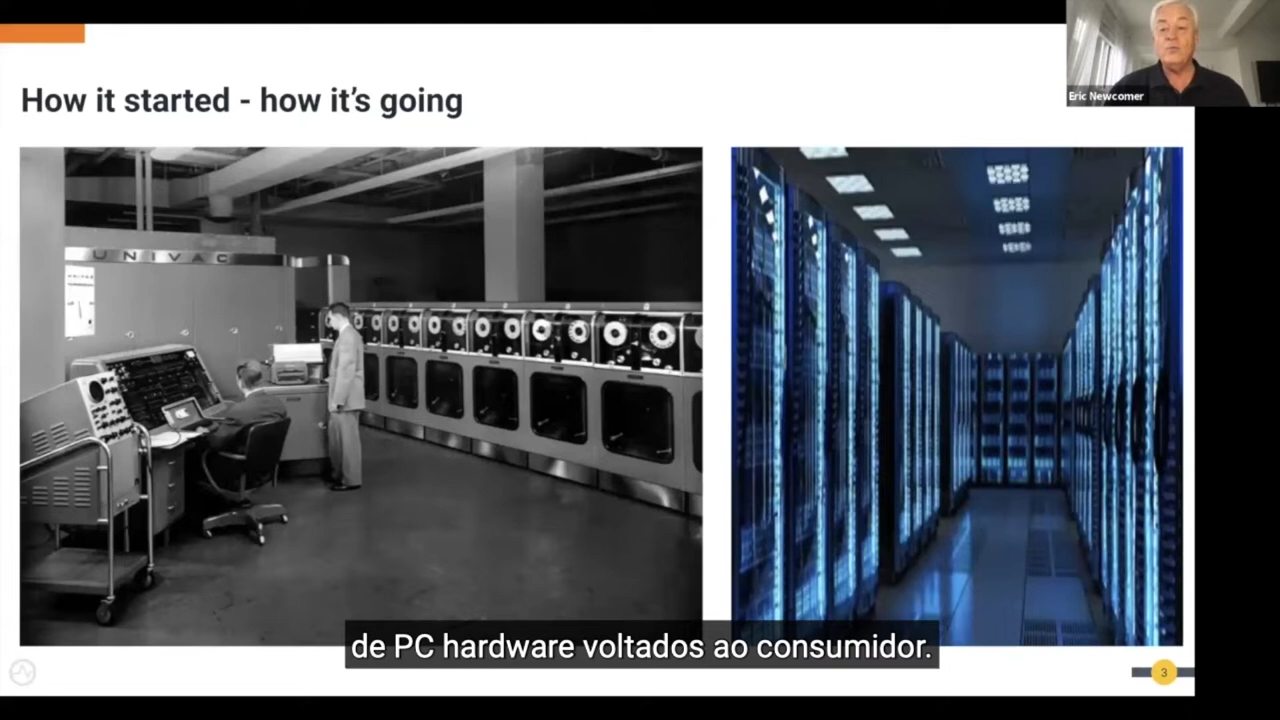 Eric Newcomer
How it started - how it's going
UNIVAC
de PC hardware voltados ao consumidor.
3